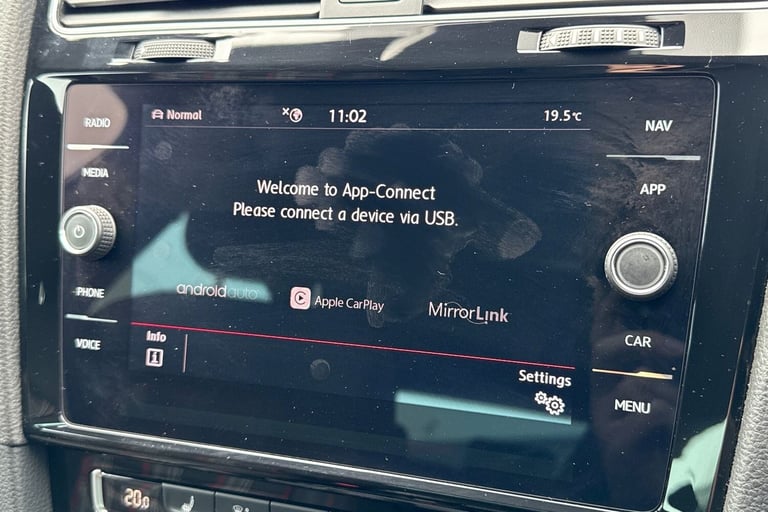 RADIO
MEDIA
PHONE
VOICE
Normal 11:02 19.5°C
Welcome to App-Connect
Please connect a device via USB.
androidauto Apple CarPlay MirrorLink
Info
Settings
NAV
APP
CAR
MENU
20.0